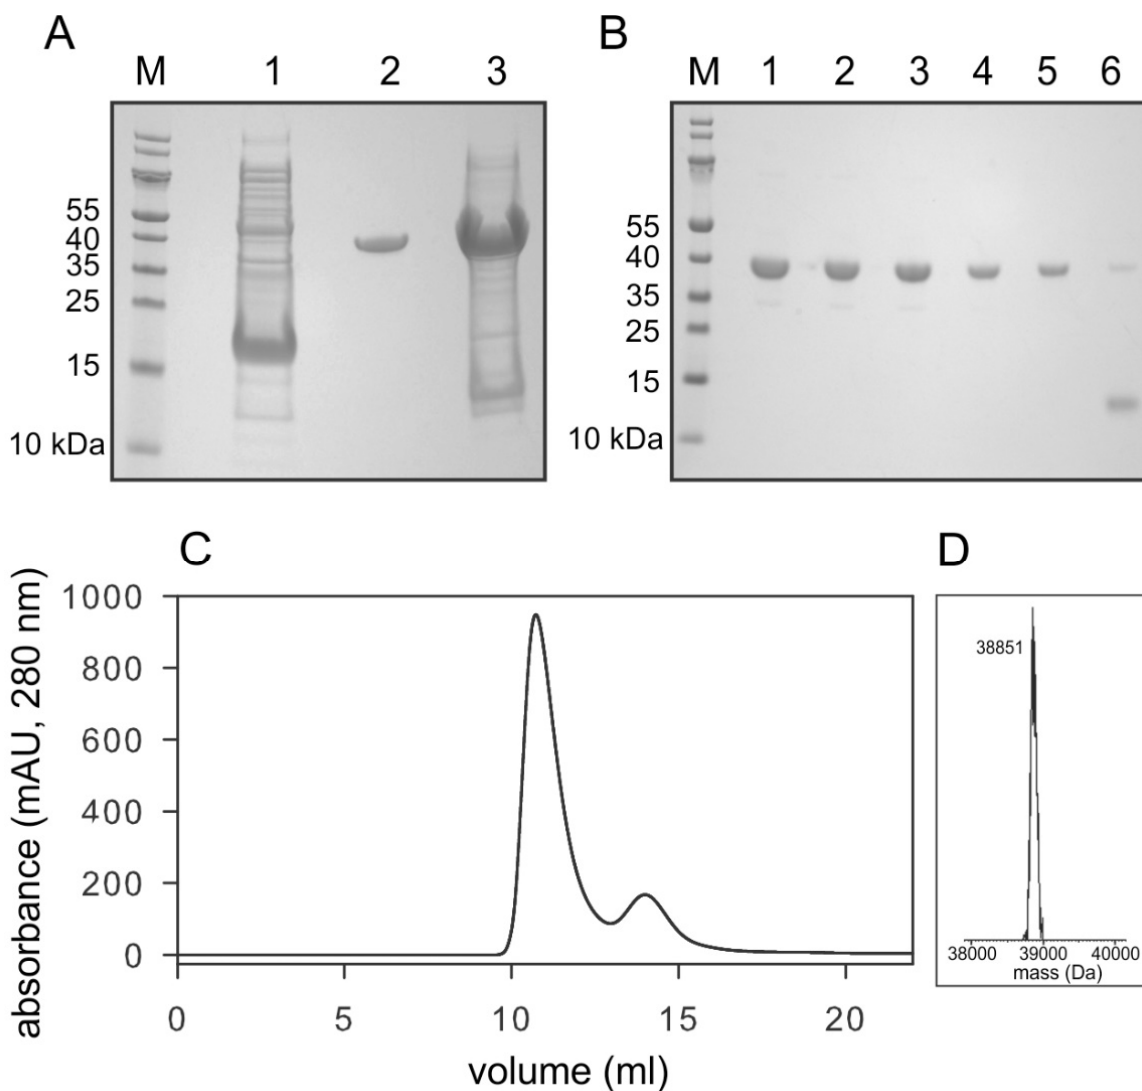 A
B
M 1 2 3
M 1 2 3 4 5 6
55
40
35
25
15
10 kDa
55
40
35
25
15
10 kDa
C
D
absorbance (mAU, 280 nm)
1000
800
600
400
200
0
0 5 10 15 20
volume (ml)
38851
38000 39000 40000
mass (Da)